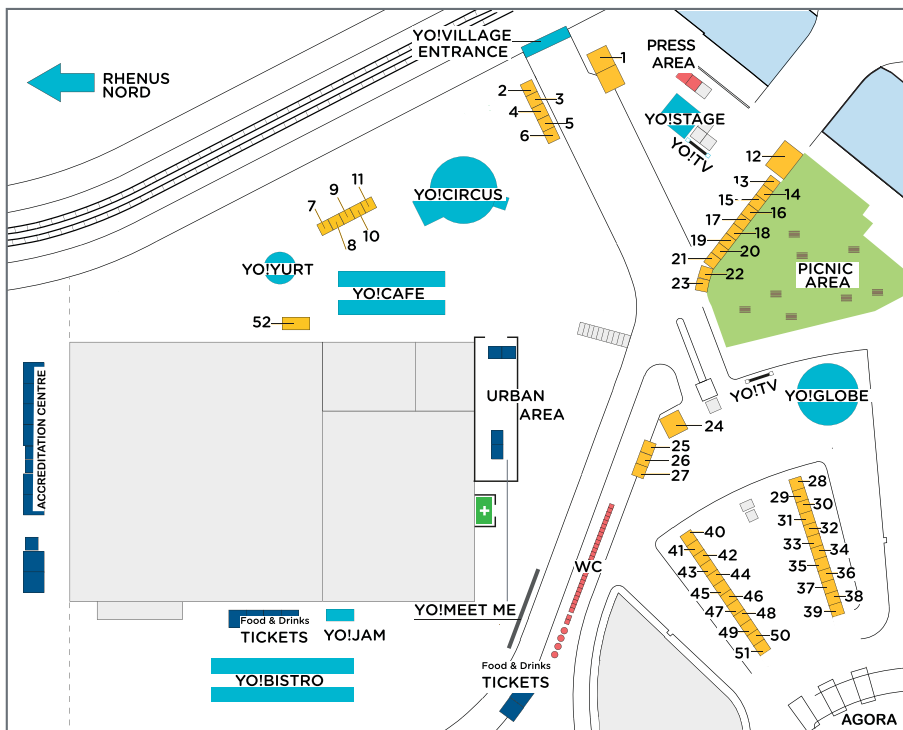 YO!VILLAGE
ENTRANCE
1
PRESS
AREA
RHENUS
NORD
2
3
4
5
6
YO!STAGE
YO!TV
12
13
14
15
16
17
18
19
20
21
22
23
PICNIC
AREA
11
9
7
10
8
YO!CIRCUS
YO!YURT
YO!CAFE
52
ACCREDITATION CENTRE
URBAN
AREA
YO!TV
YO!GLOBE
24
25
26
27
28
29
30
31
32
33
34
35
36
37
38
39
40
41
42
43
44
45
46
47
48
49
50
51
WC
YO!MEET ME
Food & Drinks
TICKETS
YO!JAM
YO!BISTRO
Food & Drinks
TICKETS
AGORA